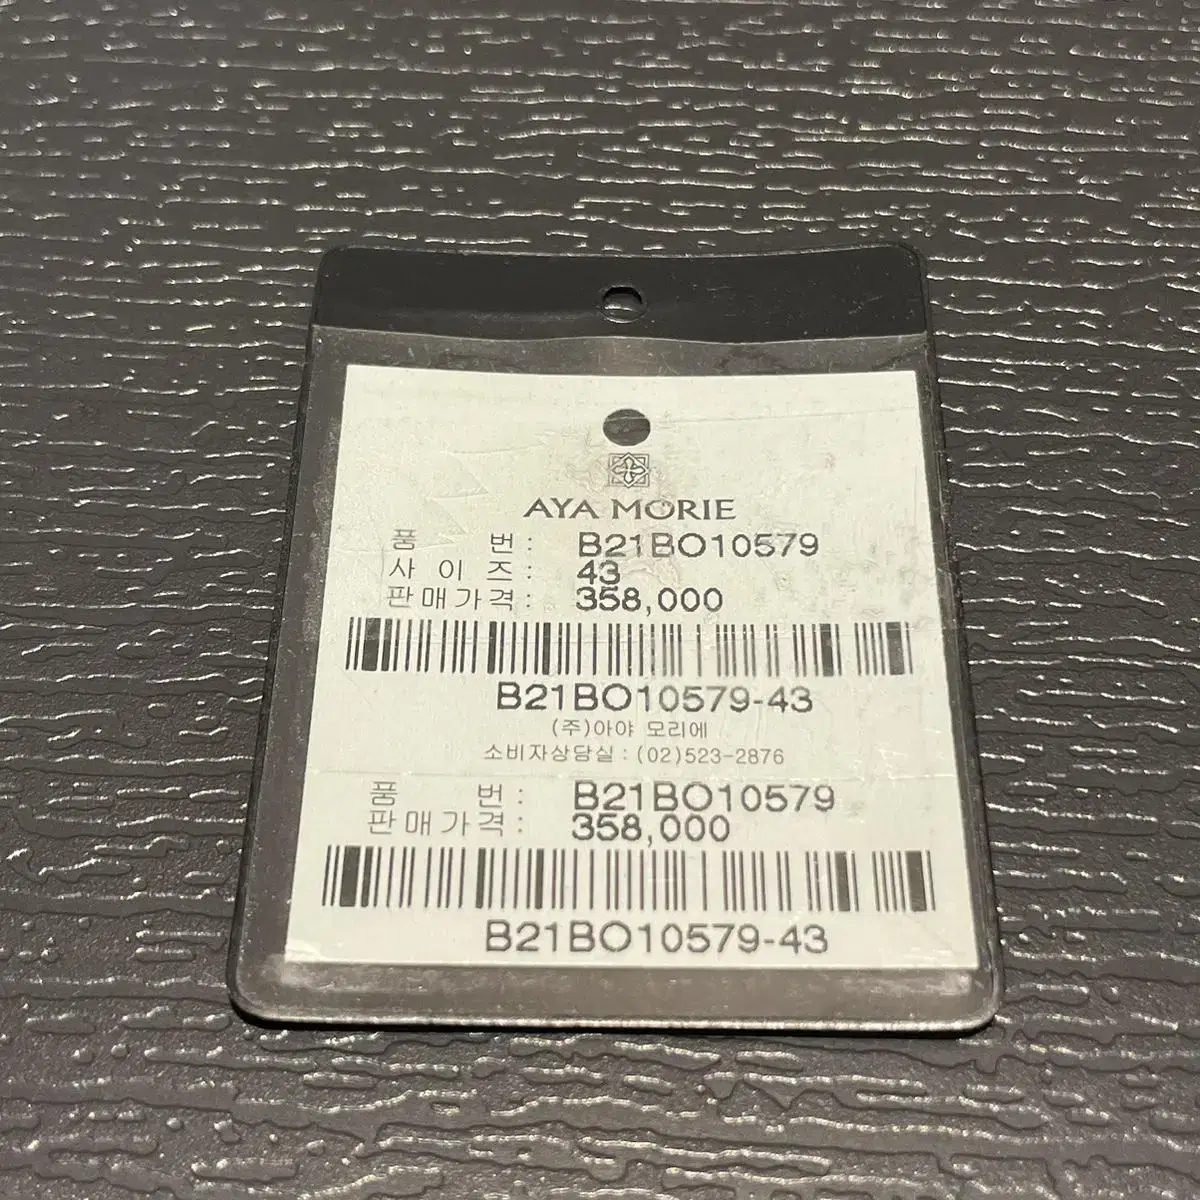 AYA MORIE
품 번 : B21BO10579
사 이 즈 : 43
판매가격 : 358,000
B21BO10579-43
(주)아야 모리에
소비자상담실 : (02)523-2876
품 번 : B21BO10579
판매가격 : 358,000
B21BO10579-43